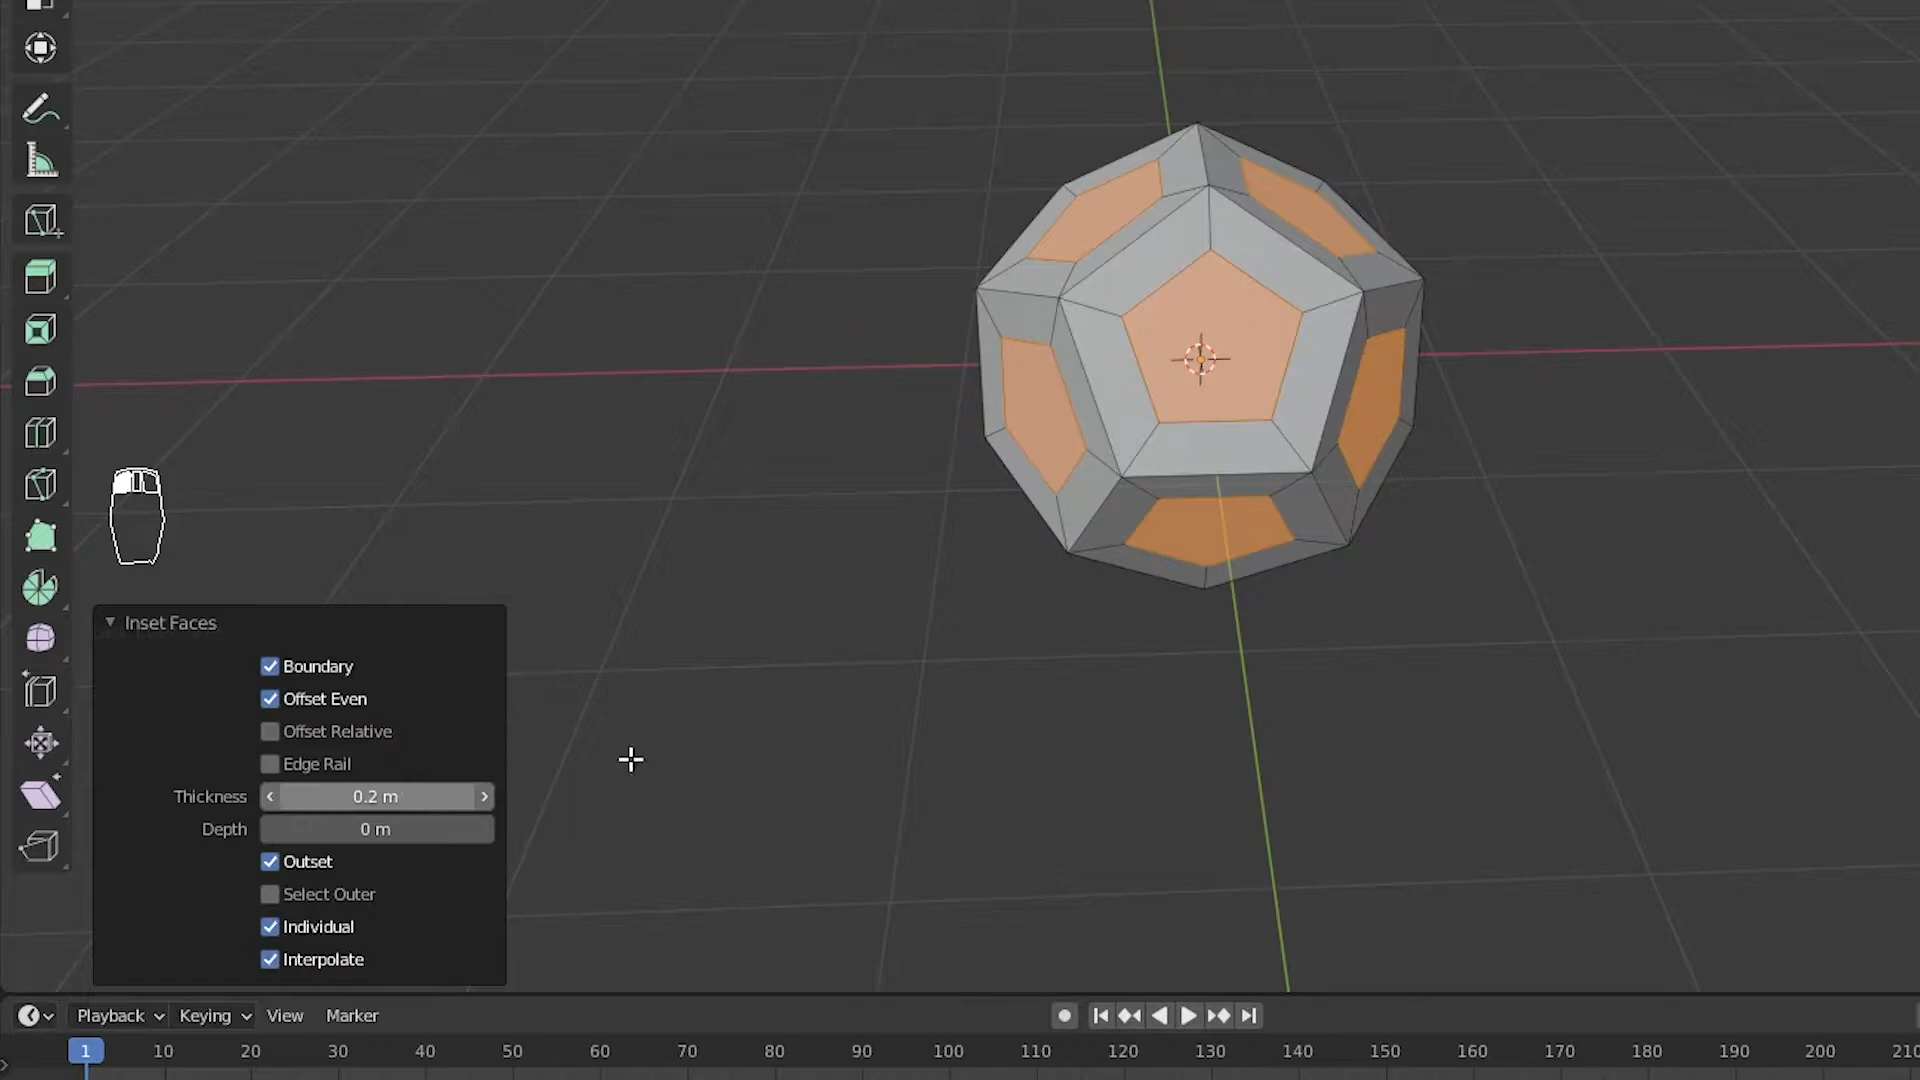 Inset Faces
Boundary
Offset Even
Offset Relative
Edge Rail
Thickness 0.2 m
Depth 0 m
Outset
Select Outer
Individual
Interpolate
Playback Keying View Marker
1 10 20 30 40 50 60 70 80 90 100 110 120 130 140 150 160 170 180 190 200 210